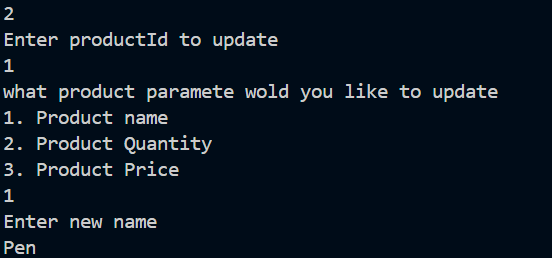 2
Enter productId to update
1
what product paramete wold you like to update
1. Product name
2. Product Quantity
3. Product Price
1
Enter new name
Pen